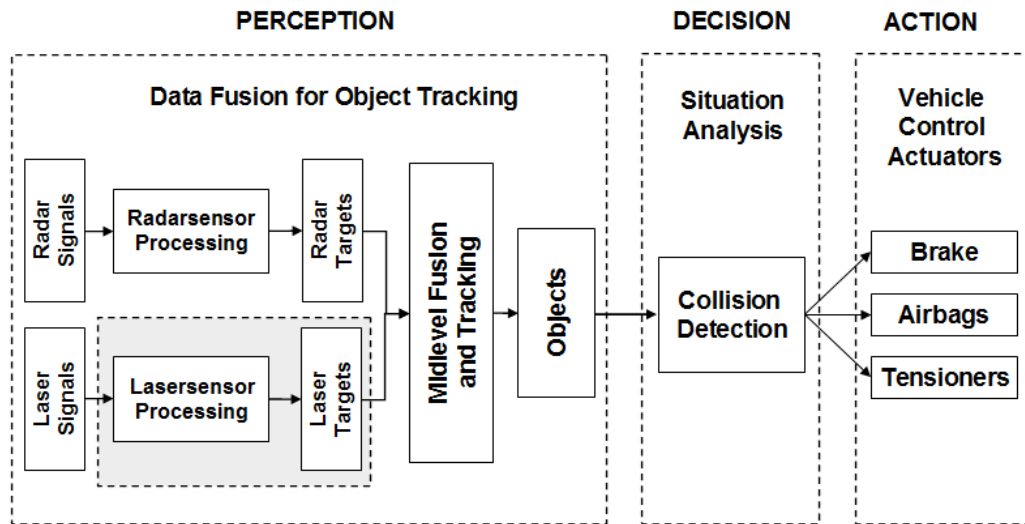 PERCEPTION
DECISION
ACTION
Data Fusion for Object Tracking
Situation
Analysis
Vehicle
Control
Actuators
Radar
Signals
Radarsensor
Processing
Radar
Targets
Laser
Signals
Lasersensor
Processing
Laser
Targets
Midlevel Fusion
and Tracking
Objects
Collision
Detection
Brake
Airbags
Tensioners